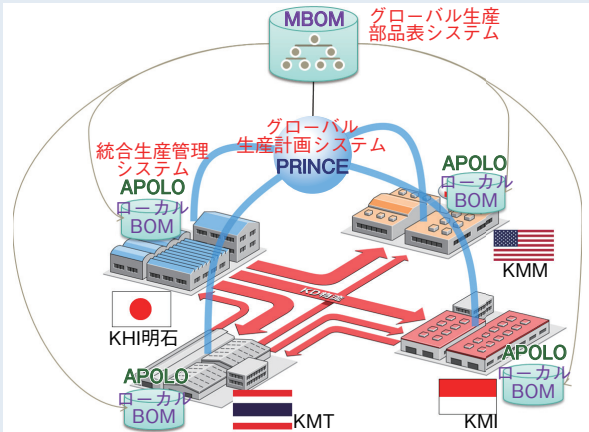 MBOM
グローバル生産
部品表システム
グローバル
生産計画システム
PRINCE
統合生産管理
システム
APOLO
ローカル
BOM
APOLO
ローカル
BOM
KMM
KHI明石
APOLO
ローカル
BOM
KMT
APOLO
ローカル
BOM
KMI